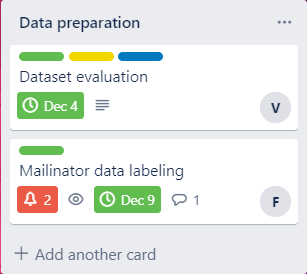 Data preparation
Dataset evaluation
Dec 4
V
Mailinator data labeling
2 Dec 9 1
F
Add another card